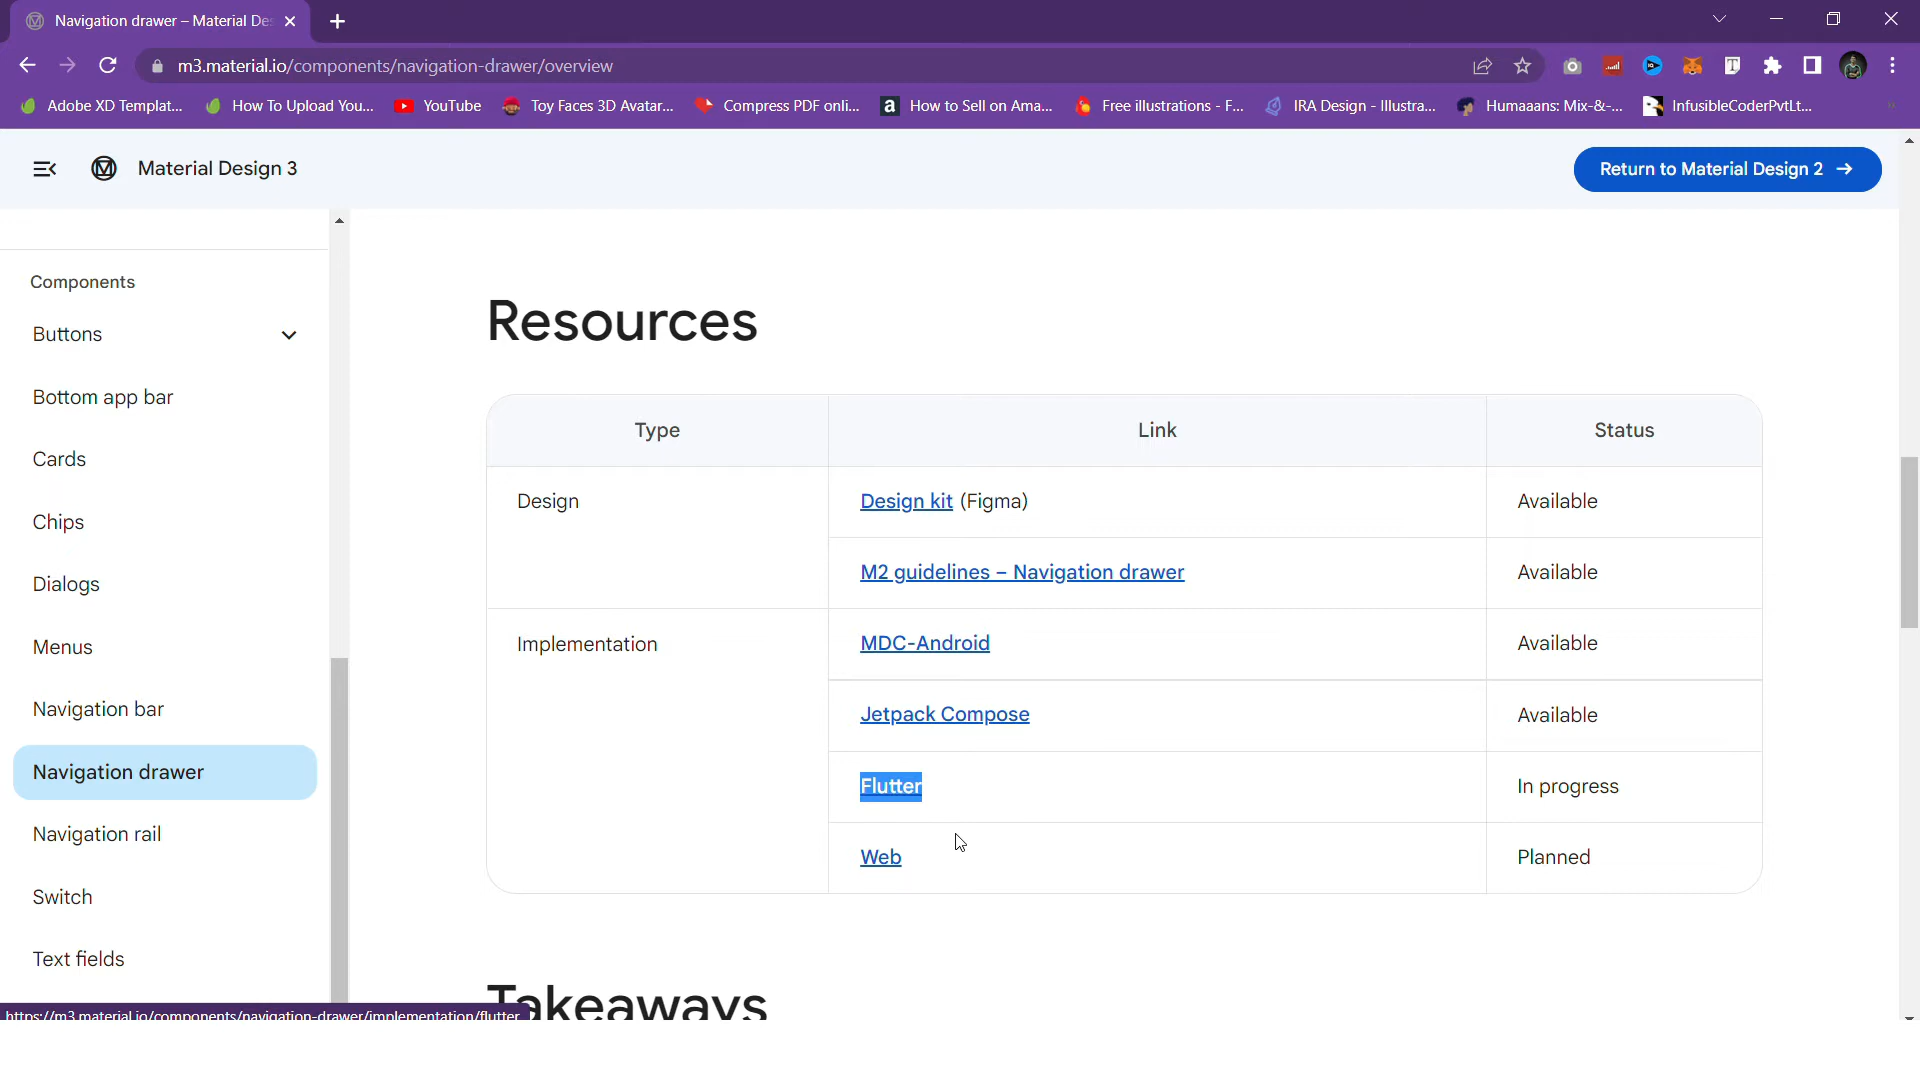 Navigation drawer – Material De
m3.material.io/components/navigation-drawer/overview
Adobe XD Templat... How To Upload You... YouTube Toy Faces 3D Avatar... Compress PDF onli... How to Sell on Ama... Free illustrations - F... IRA Design - Illustra... Humaaans: Mix-&-... InfusibleCoderPvtLt...
Material Design 3
Return to Material Design 2
Components
Buttons
Bottom app bar
Cards
Chips
Dialogs
Menus
Navigation bar
Navigation drawer
Navigation rail
Switch
Text fields
Resources
Type Link Status
Design Design kit (Figma) Available
M2 guidelines – Navigation drawer Available
Implementation MDC-Android Available
Jetpack Compose Available
Flutter In progress
Web Planned
Takeaways
https://m3.material.io/components/navigation-drawer/implementation/flutter